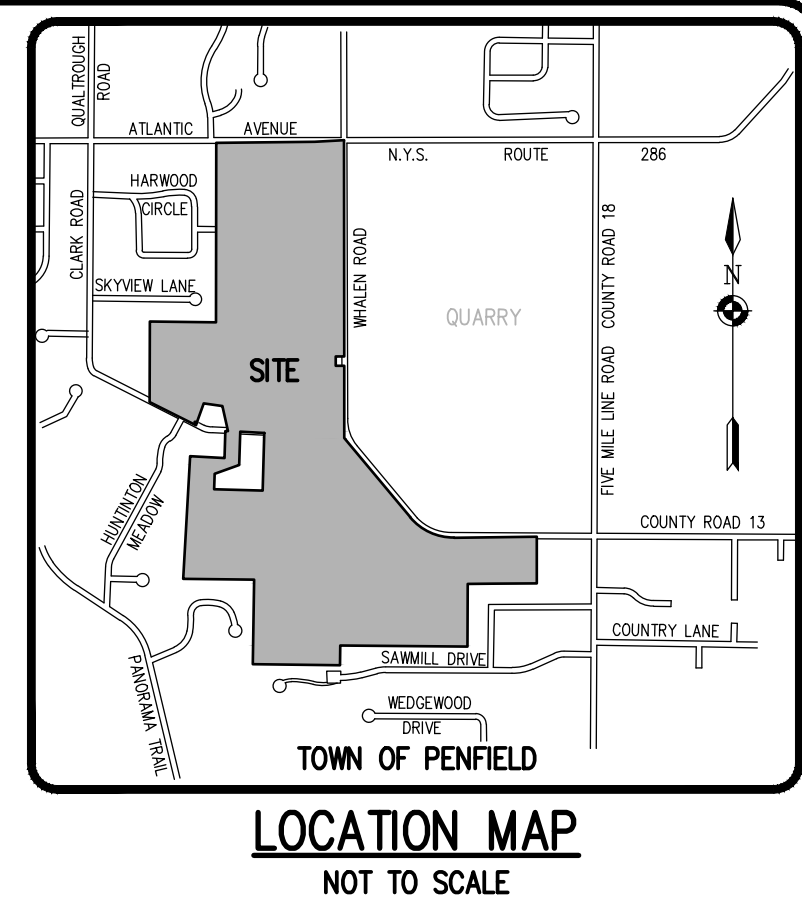 QUALTROUGH
ROAD
ATLANTIC AVENUE
N.Y.S. ROUTE 286
HARWOOD
CIRCLE
CLARK ROAD
SKYVIEW LANE
WHALEN ROAD
QUARRY
FIVE MILE LINE ROAD COUNTY ROAD 18
N
SITE
HUNTINTON
MEADOW
COUNTY ROAD 13
COUNTRY LANE
SAWMILL DRIVE
PANORAMA TRAIL
WEDGEWOOD
DRIVE
TOWN OF PENFIELD
LOCATION MAP
NOT TO SCALE